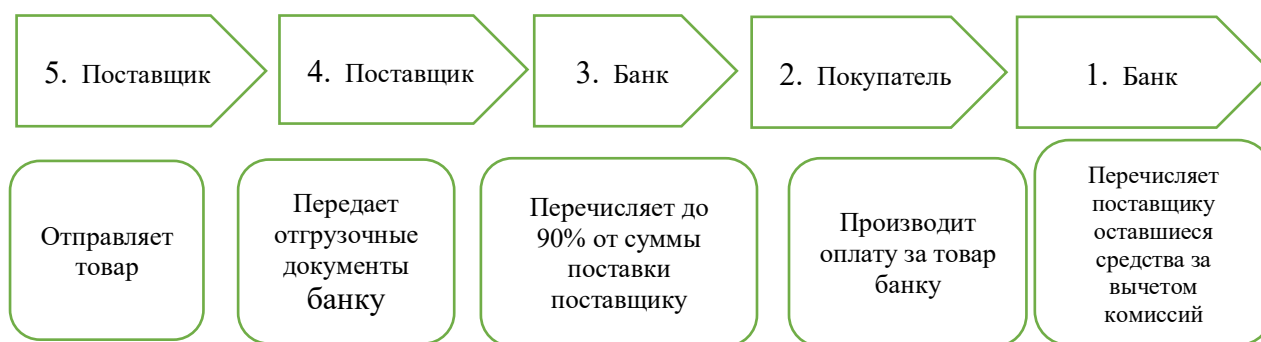 5. Поставщик
4. Поставщик
3. Банк
2. Покупатель
1. Банк
Отправляет
товар
Передает
отгрузочные
документы
банку
Перечисляет до
90% от суммы
поставки
поставщику
Производит
оплату за товар
банку
Перечисляет
поставщику
оставшиеся
средства за
вычетом
комиссий